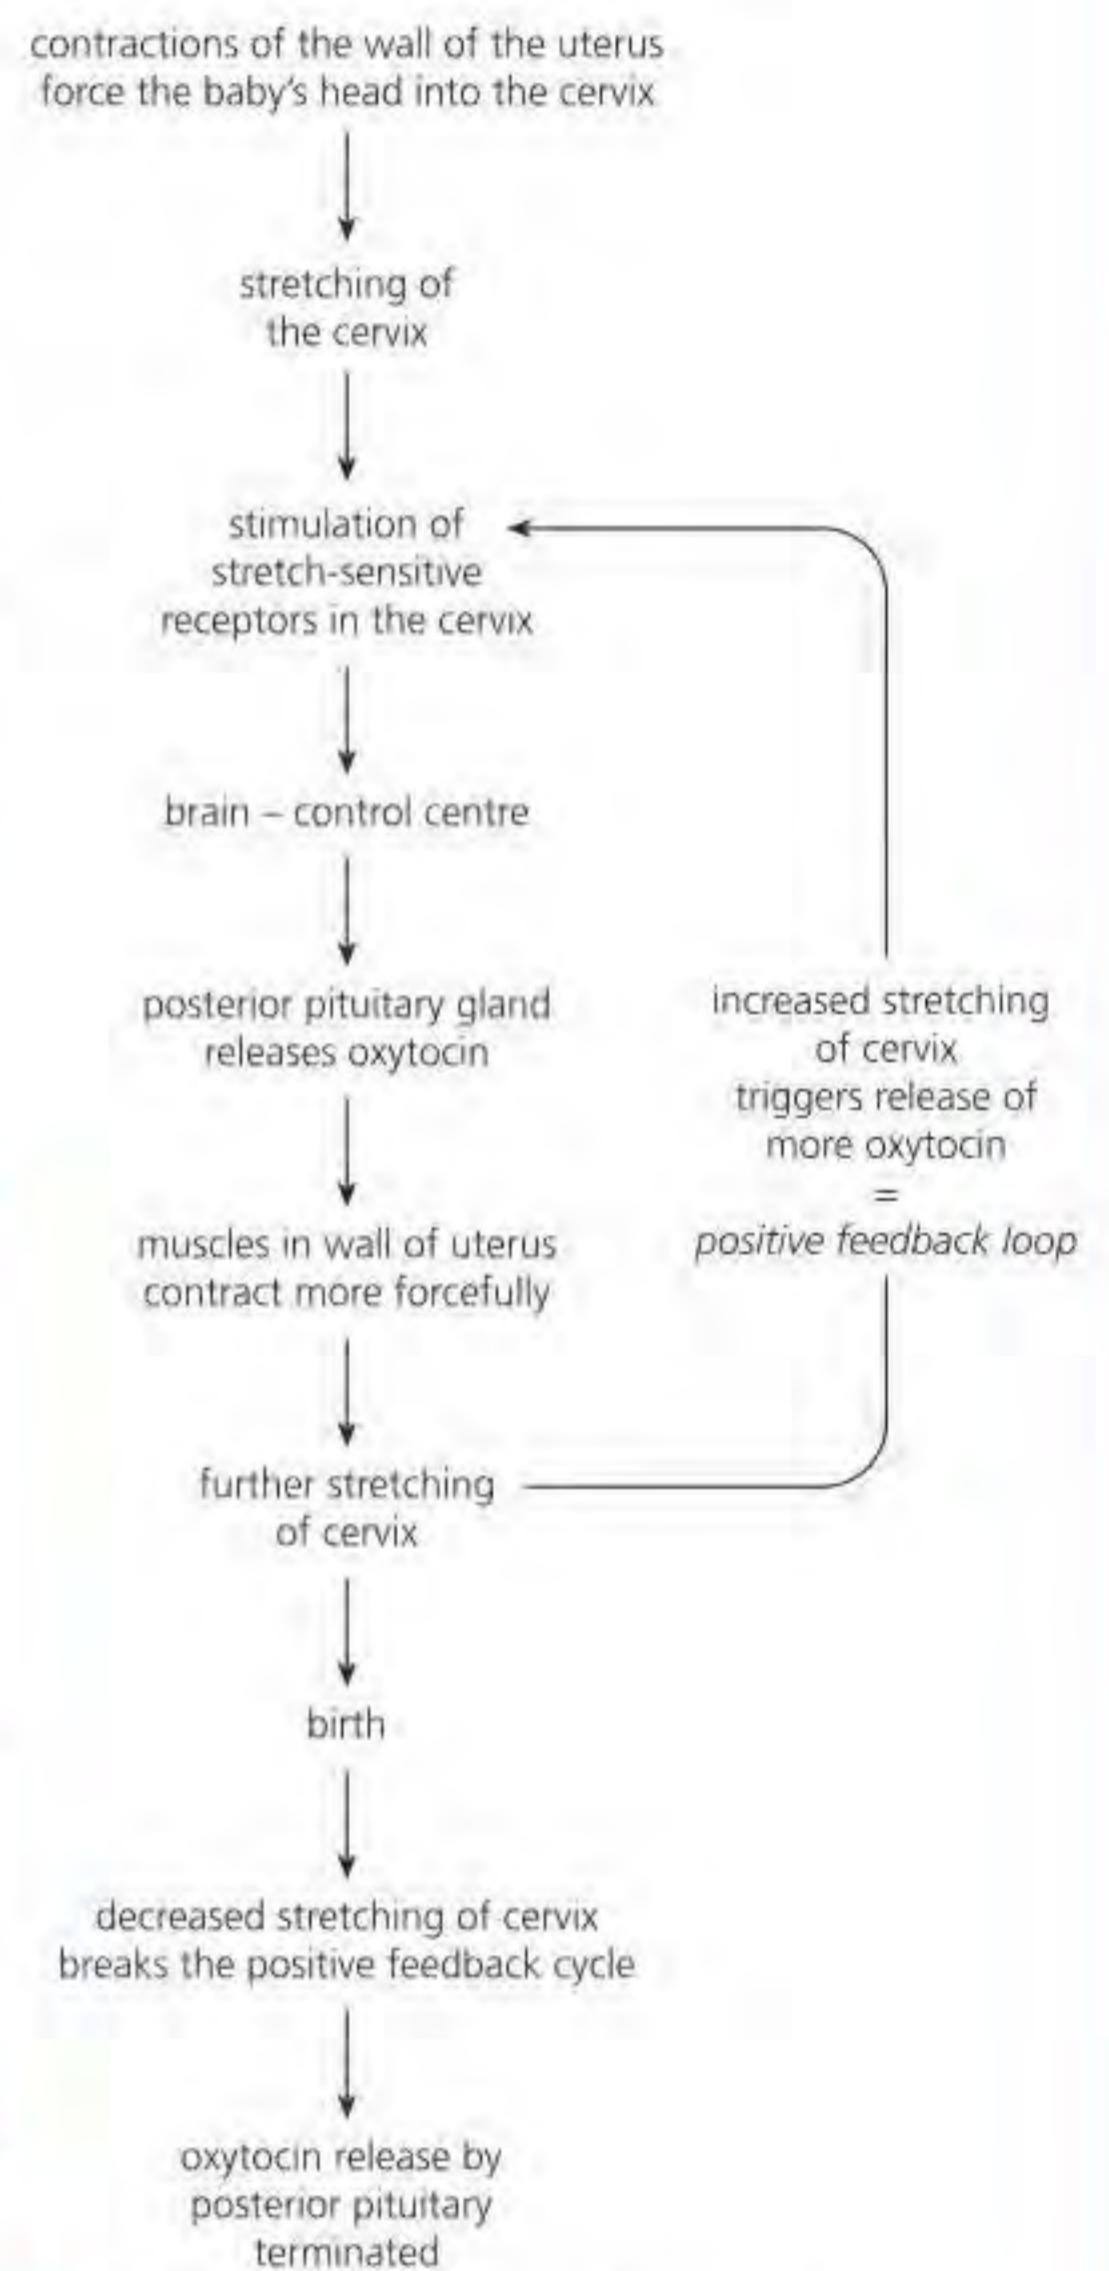 contractions of the wall of the uterus
force the baby's head into the cervix
stretching of
the cervix
stimulation of
stretch-sensitive
receptors in the cervix
brain – control centre
posterior pituitary gland
releases oxytocin
increased stretching
of cervix
triggers release of
more oxytocin
=
positive feedback loop
muscles in wall of uterus
contract more forcefully
further stretching
of cervix
birth
decreased stretching of cervix
breaks the positive feedback cycle
oxytocin release by
posterior pituitary
terminated